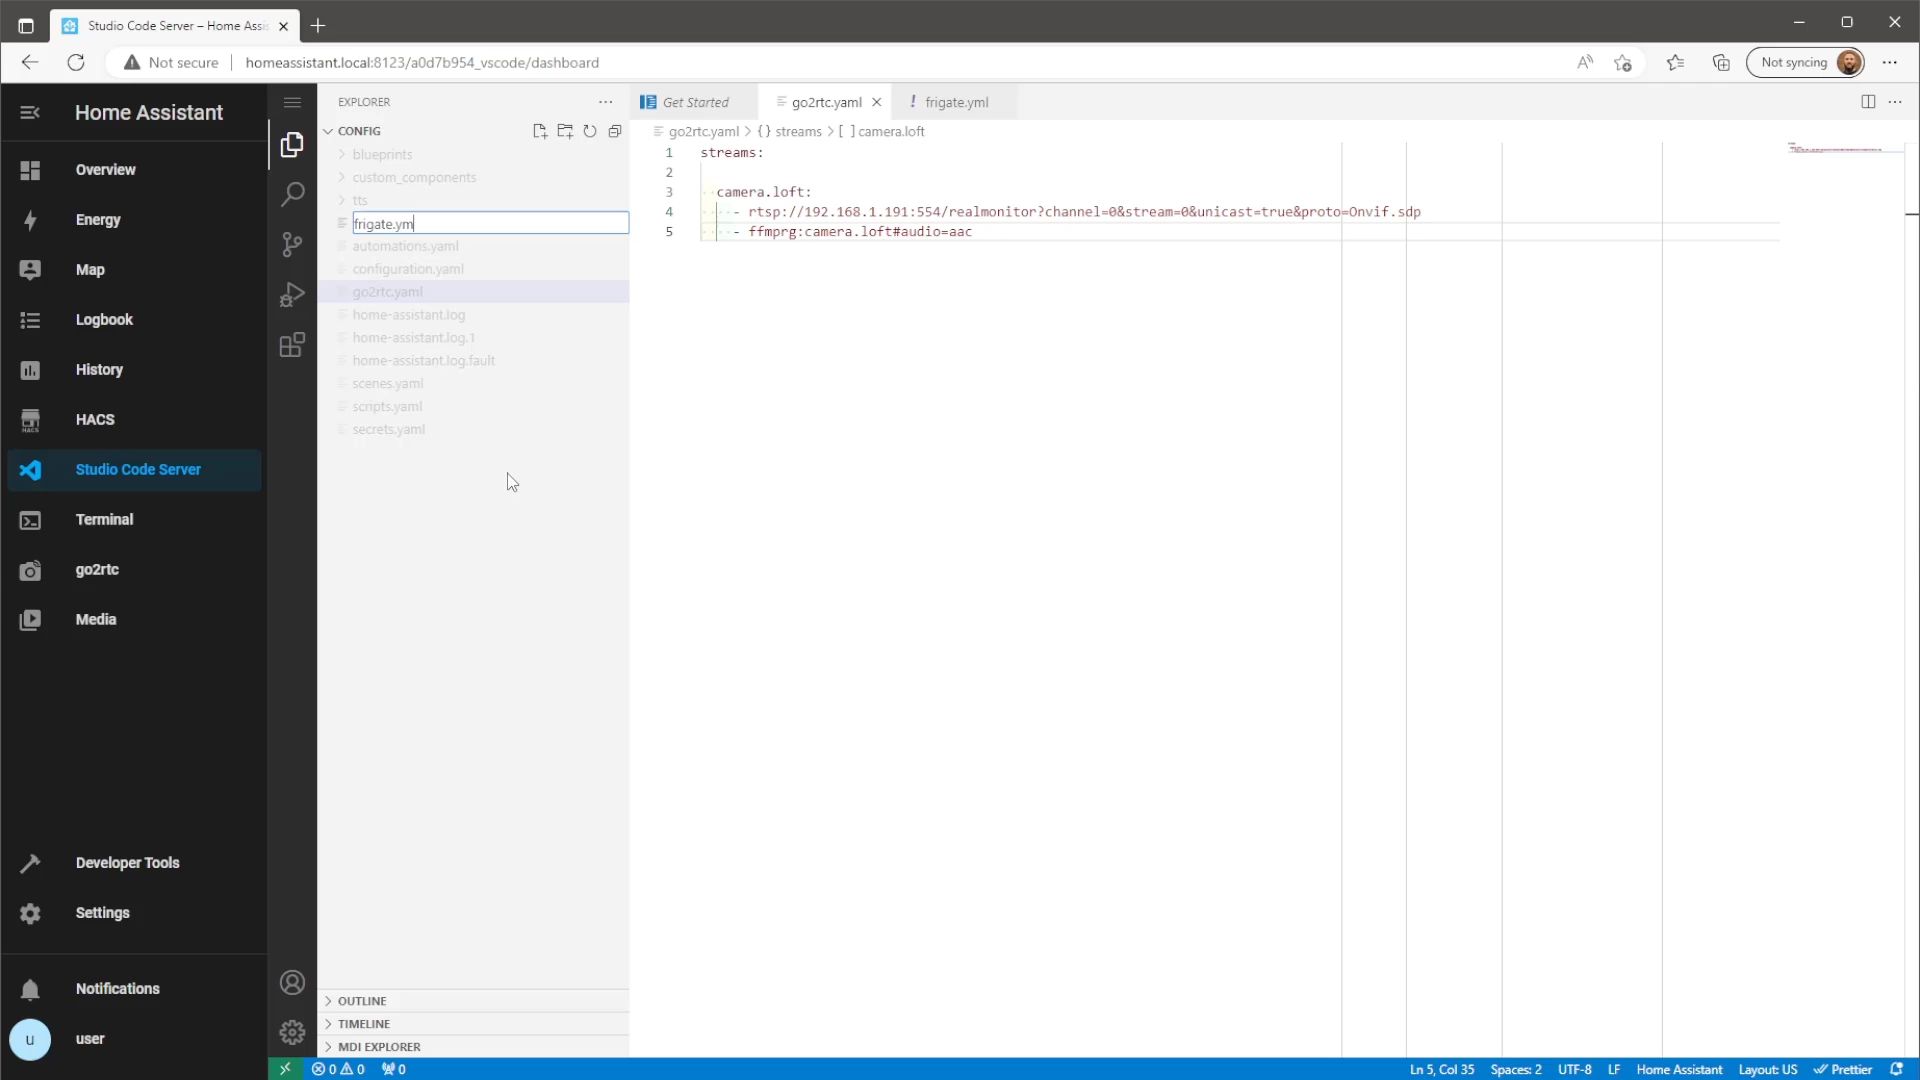 Studio Code Server – Home Assis
Not secure
homeassistant.local:8123/a0d7b954_vscode/dashboard
Not syncing
Home Assistant
Overview
Energy
Map
Logbook
History
HACS
HACS
Studio Code Server
Terminal
go2rtc
Media
Developer Tools
Settings
Notifications
u
user
EXPLORER
CONFIG
blueprints
custom_components
tts
frigate.ym
automations.yaml
configuration.yaml
go2rtc.yaml
home-assistant.log
home-assistant.log.1
home-assistant.log.fault
scenes.yaml
scripts.yaml
secrets.yaml
OUTLINE
TIMELINE
MDI EXPLORER
Get Started
go2rtc.yaml
! frigate.yml
go2rtc.yaml > {} streams > [ ] camera.loft
1 streams:
2
3 camera.loft:
4 - rtsp://192.168.1.191:554/realmonitor?channel=0&stream=0&unicast=true&proto=Onvif.sdp
5 - ffmprg:camera.loft#audio=aac
0 0 0
Ln 5, Col 35 Spaces: 2 UTF-8 LF Home Assistant Layout: US Prettier